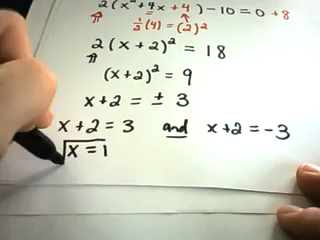 2(x²+4x+4)-10=0+8
½(4)=(2)²
2(x+2)²=18
(x+2)²=9
x+2=±3
x+2=3 and x+2=-3
x=1